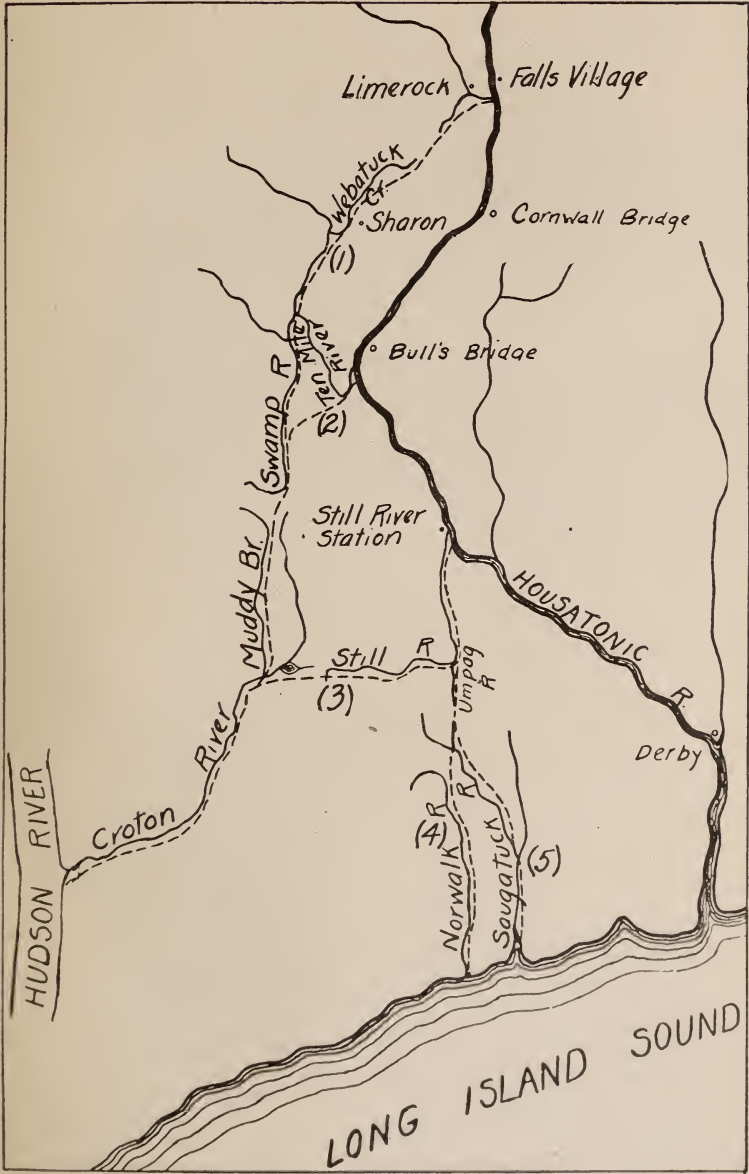 Limerock
Falls Village
Webatuck
Cr.
Sharon
Cornwall Bridge
(1)
Ten Mile
River
Bull's Bridge
Swamp R
(2)
Still River
Station
Muddy Br.
HOUSATONIC R.
Still R
Umpog
R
(3)
River
Croton
Derby
HUDSON RIVER
(4)
Norwalk R
Saugatuck R
(5)
LONG ISLAND SOUND